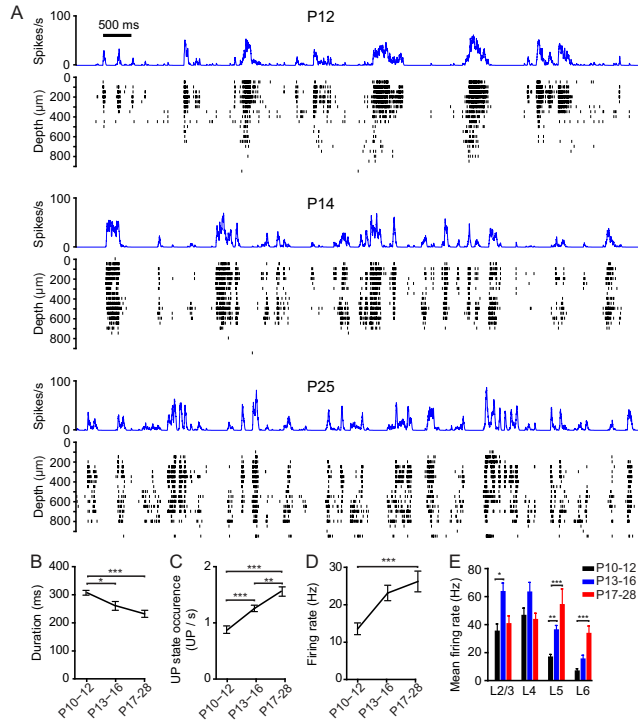 A
P12
500 ms
Spikes/s
100
0
Depth (µm)
0
200
400
600
800
P14
Spikes/s
100
0
Depth (µm)
0
200
400
600
800
P25
Spikes/s
100
0
Depth (µm)
0
200
400
600
800
B
Duration (ms)
400
300
200
100
0
***
*
P10-12
P13-16
P17-28
C
UP state occurence
(UP / s)
2
1
0
***
***
**
P10-12
P13-16
P17-28
D
Firing rate (Hz)
30
20
10
0
***
P10-12
P13-16
P17-28
E
P10-12
P13-16
P17-28
Mean firing rate (Hz)
80
60
40
20
0
*
**
***
***
L2/3
L4
L5
L6